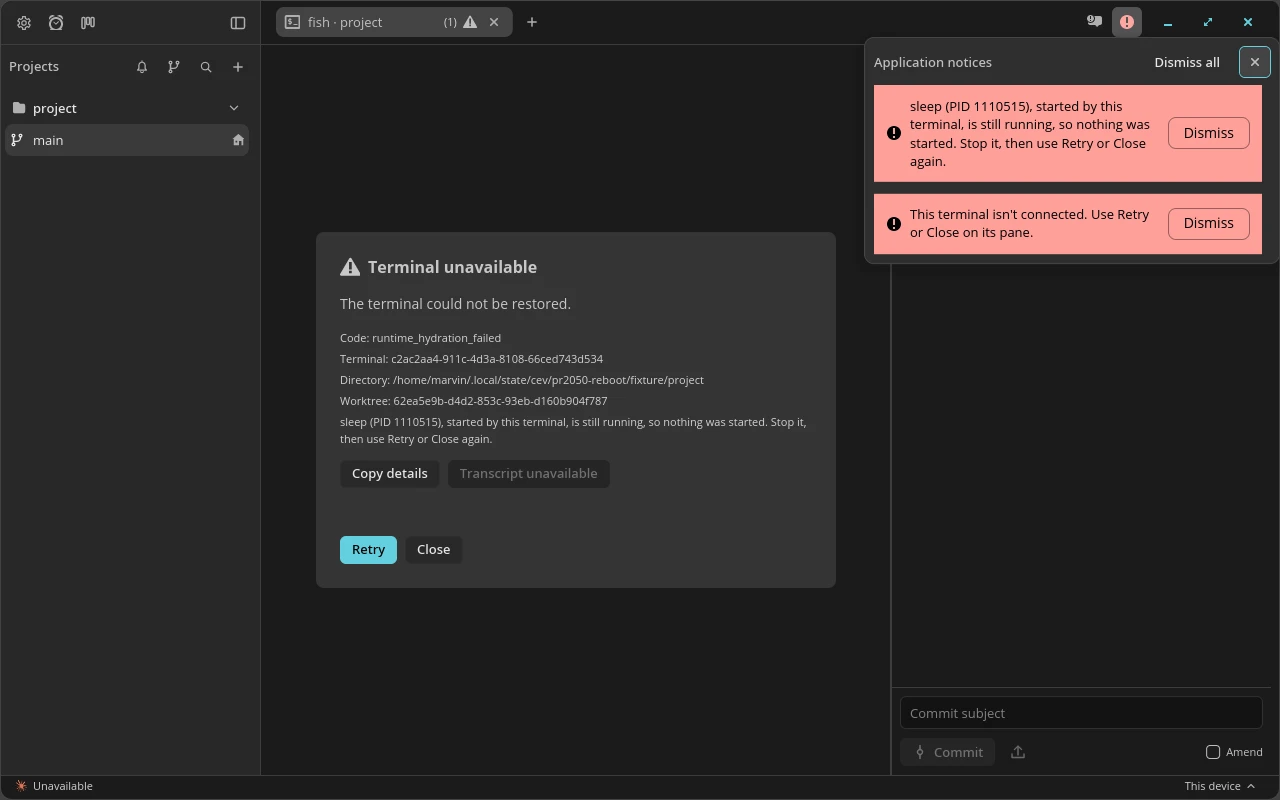 fish · project (1)
Projects
project
main
Application notices
Dismiss all
sleep (PID 1110515), started by this
terminal, is still running, so nothing was
started. Stop it, then use Retry or Close
again.
Dismiss
This terminal isn't connected. Use Retry
or Close on its pane.
Dismiss
Terminal unavailable
The terminal could not be restored.
Code: runtime_hydration_failed
Terminal: c2ac2aa4-911c-4d3a-8108-66ced743d534
Directory: /home/marvin/.local/state/cev/pr2050-reboot/fixture/project
Worktree: 62ea5e9b-d4d2-853c-93eb-d160b904f787
sleep (PID 1110515), started by this terminal, is still running, so nothing was started. Stop it,
then use Retry or Close again.
Copy details
Transcript unavailable
Retry
Close
Commit subject
Commit
Amend
Unavailable
This device